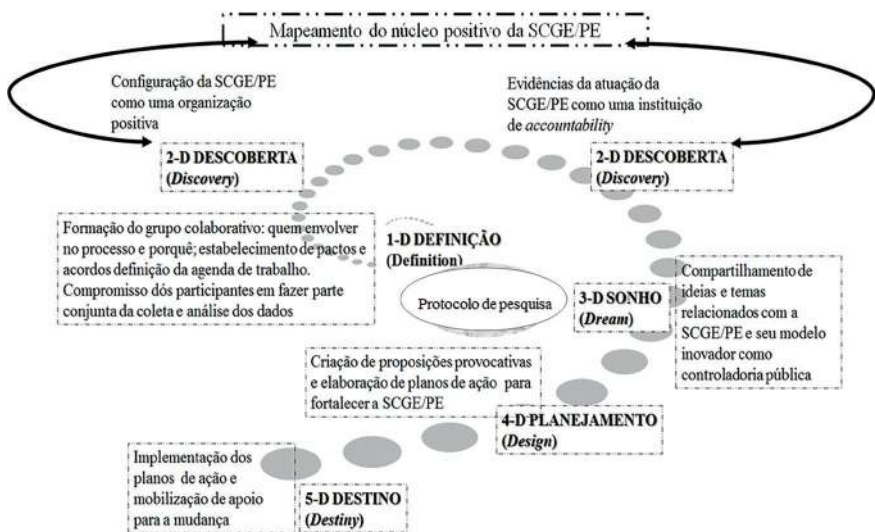 Mapeamento do núcleo positivo da SCGE/PE
Configuração da SCGE/PE
como uma organização
positiva
Evidências da atuação da
SCGE/PE como uma instituição
de accountability
2-D DESCOBERTA
(Discovery)
2-D DESCOBERTA
(Discovery)
Formação do grupo colaborativo: quem envolver
no processo e porquê; estabelecimento de pactos e
acordos definição da agenda de trabalho.
Compromisso dós participantes em fazer parte
conjunta da coleta e análise dos dados
1-D DEFINIÇÃO
(Definition)
Protocolo de pesquisa
3-D SONHO
(Dream)
Compartilhamento de
ideias e temas
relacionados com a
SCGE/PE e seu modelo
inovador como
controladoria pública
Criação de proposições provocativas
e elaboração de planos de ação para
fortalecer a SCGE/PE
4-D PLANEJAMENTO
(Design)
Implementação dos
planos de ação e
mobilização de apoio
para a mudança
5-D DESTINO
(Destiny)